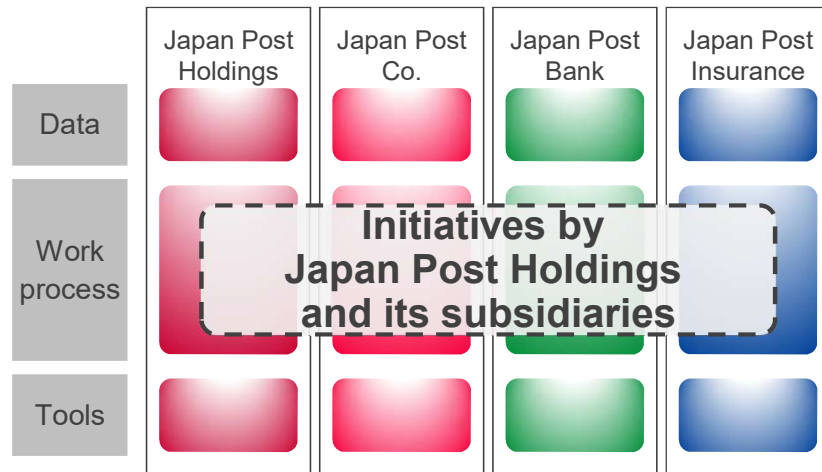 Japan Post
Holdings
Japan Post
Co.
Japan Post
Bank
Japan Post
Insurance
Data
Work
process
Initiatives by
Japan Post Holdings
and its subsidiaries
Tools